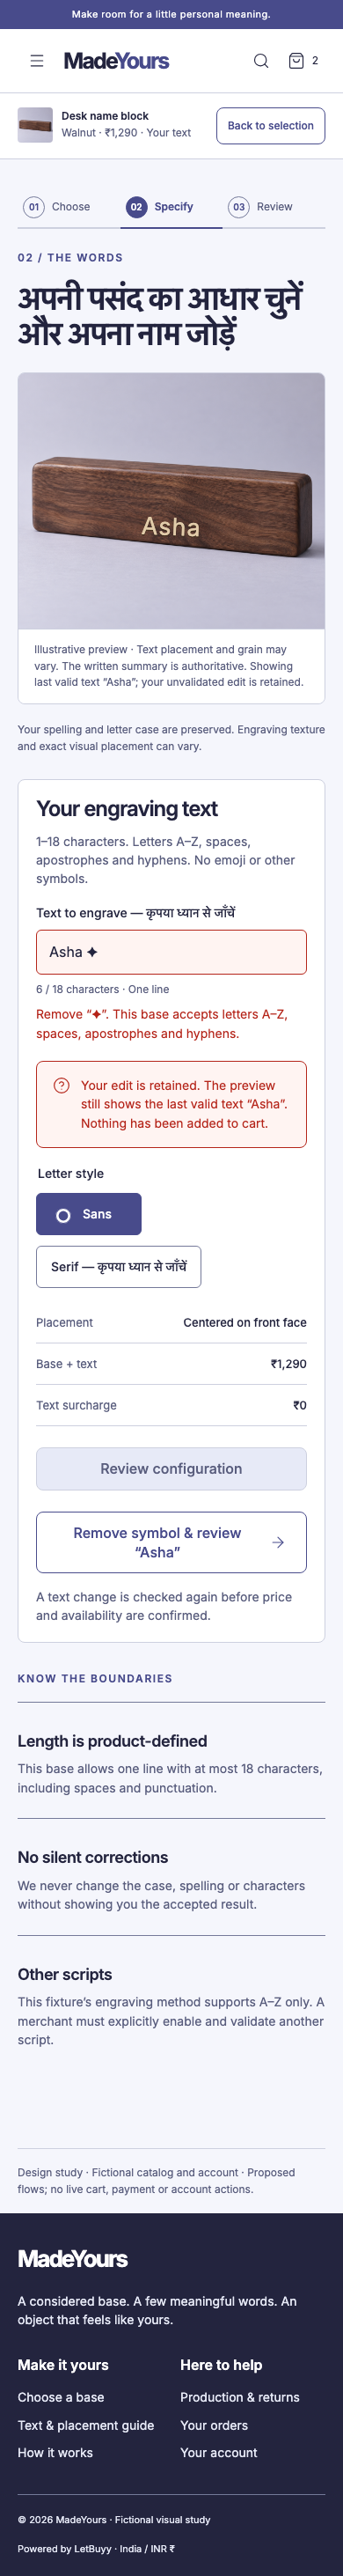 Make room for a little personal meaning.
MadeYours
2
Desk name block
Walnut · ₹1,290 · Your text
Back to selection
01 Choose
02 Specify
03 Review
02 / THE WORDS
अपनी पसंद का आधार चुनें
और अपना नाम जोड़ें
Asha
Illustrative preview · Text placement and grain may
vary. The written summary is authoritative. Showing
last valid text “Asha”; your unvalidated edit is retained.
Your spelling and letter case are preserved. Engraving texture
and exact visual placement can vary.
Your engraving text
1–18 characters. Letters A–Z, spaces,
apostrophes and hyphens. No emoji or other
symbols.
Text to engrave — कृपया ध्यान से जाँचें
Asha ✦
6 / 18 characters · One line
Remove “✦”. This base accepts letters A–Z,
spaces, apostrophes and hyphens.
Your edit is retained. The preview
still shows the last valid text “Asha”.
Nothing has been added to cart.
Letter style
Sans
Serif — कृपया ध्यान से जाँचें
Placement Centered on front face
Base + text ₹1,290
Text surcharge ₹0
Review configuration
Remove symbol & review
“Asha”
A text change is checked again before price
and availability are confirmed.
KNOW THE BOUNDARIES
Length is product-defined
This base allows one line with at most 18 characters,
including spaces and punctuation.
No silent corrections
We never change the case, spelling or characters
without showing you the accepted result.
Other scripts
This fixture’s engraving method supports A–Z only. A
merchant must explicitly enable and validate another
script.
Design study · Fictional catalog and account · Proposed
flows; no live cart, payment or account actions.
MadeYours
A considered base. A few meaningful words. An
object that feels like yours.
Make it yours
Choose a base
Text & placement guide
How it works
Here to help
Production & returns
Your orders
Your account
© 2026 MadeYours · Fictional visual study
Powered by LetBuyy · India / INR ₹